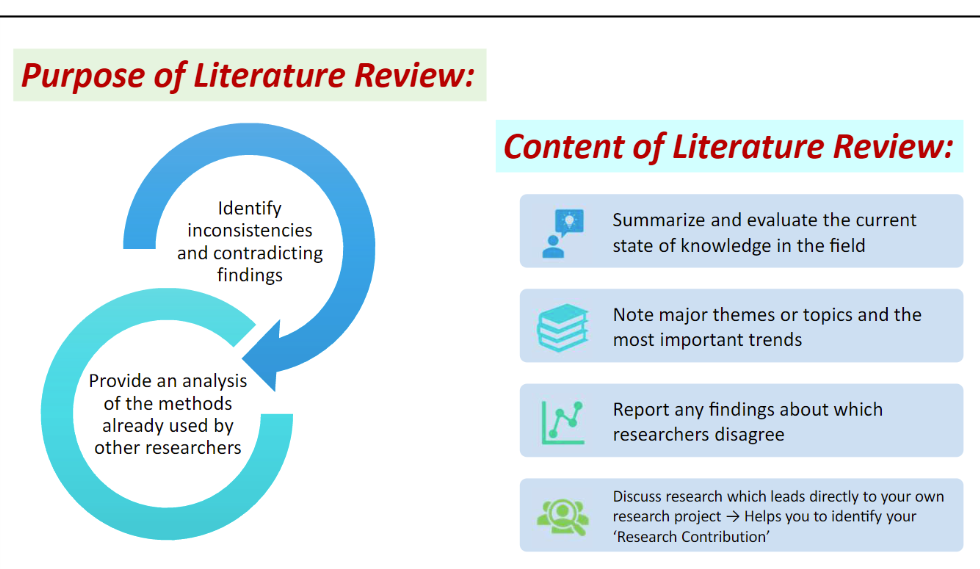 Purpose of Literature Review:
Identify
inconsistencies
and contradicting
findings
Provide an analysis
of the methods
already used by
other researchers
Content of Literature Review:
Summarize and evaluate the current
state of knowledge in the field
Note major themes or topics and the
most important trends
Report any findings about which
researchers disagree
Discuss research which leads directly to your own
research project → Helps you to identify your
‘Research Contribution’